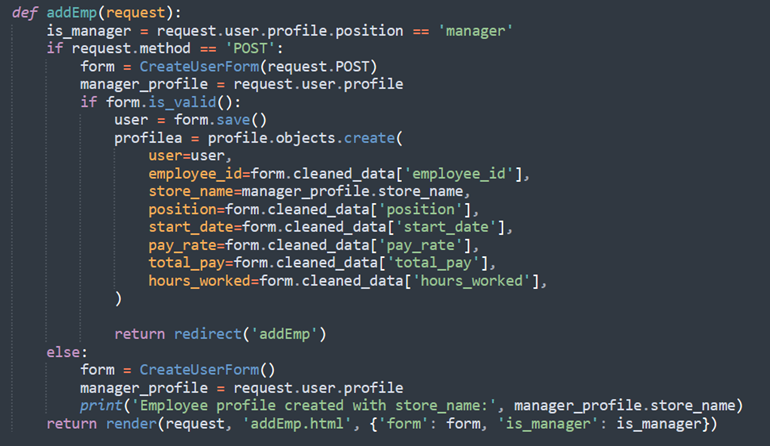 def addEmp(request):
    is_manager = request.user.profile.position == 'manager'
    if request.method == 'POST':
        form = CreateUserForm(request.POST)
        manager_profile = request.user.profile
        if form.is_valid():
            user = form.save()
            profilea = profile.objects.create(
                user=user,
                employee_id=form.cleaned_data['employee_id'],
                store_name=manager_profile.store_name,
                position=form.cleaned_data['position'],
                start_date=form.cleaned_data['start_date'],
                pay_rate=form.cleaned_data['pay_rate'],
                total_pay=form.cleaned_data['total_pay'],
                hours_worked=form.cleaned_data['hours_worked'],
            )

            return redirect('addEmp')
    else:
        form = CreateUserForm()
        manager_profile = request.user.profile
        print('Employee profile created with store_name:', manager_profile.store_name)
    return render(request, 'addEmp.html', {'form': form, 'is_manager': is_manager})